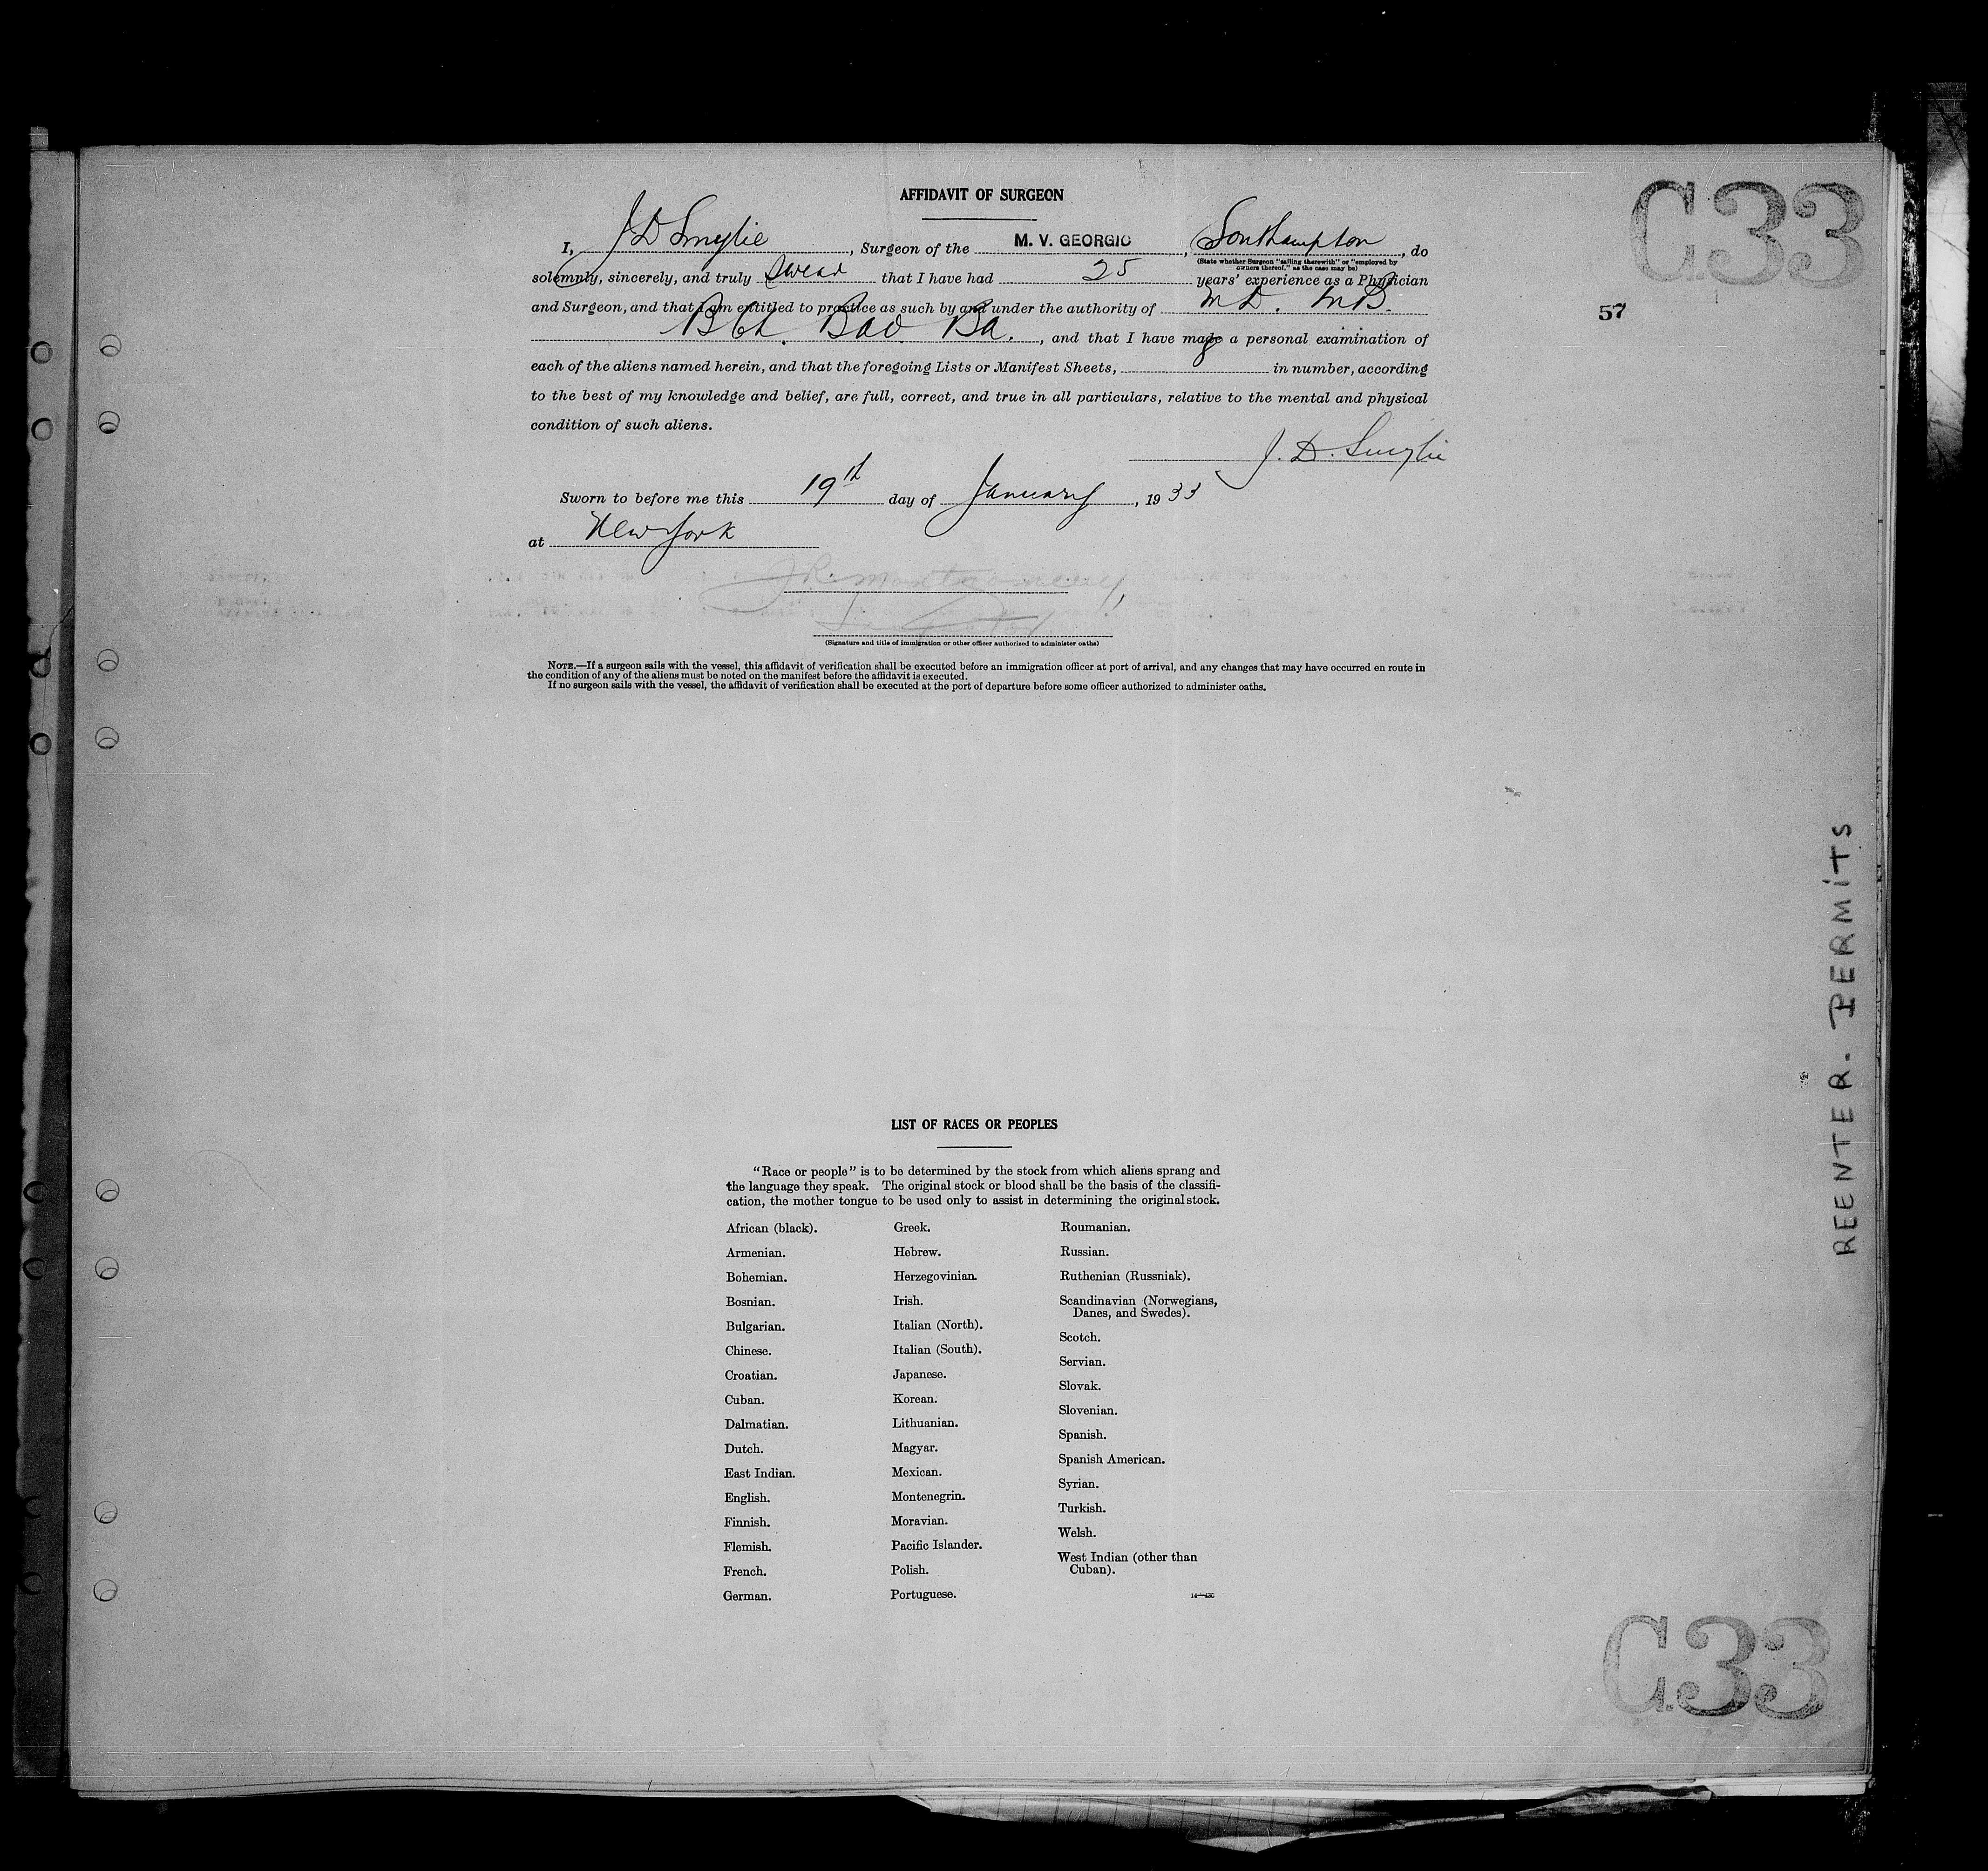 AFFIDAVIT OF SURGEON
C33
I, J D Smylie, Surgeon of the M. V. GEORGIC, Southampton, do
(State whether Surgeon "sailing therewith" or "employed by
owners thereof," as the case may be)
solemnly, sincerely, and truly swear that I have had 25 years' experience as a Physician
and Surgeon, and that I am entitled to practice as such by and under the authority of M D. M B.
57
B Ch. B A O. Ba., and that I have made a personal examination of
each of the aliens named herein, and that the foregoing Lists or Manifest Sheets, 8 in number, according
to the best of my knowledge and belief, are full, correct, and true in all particulars, relative to the mental and physical
condition of such aliens.
J. D. Smylie
Sworn to before me this 19th day of January, 1933
at New York
J R Montgomery,
(Signature and title of immigration or other officer authorized to administer oaths)
NOTE.—If a surgeon sails with the vessel, this affidavit of verification shall be executed before an immigration officer at port of arrival, and any changes that may have occurred en route in
the condition of any of the aliens must be noted on the manifest before the affidavit is executed.
If no surgeon sails with the vessel, the affidavit of verification shall be executed at the port of departure before some officer authorized to administer oaths.
REENTER. PERMITS
LIST OF RACES OR PEOPLES
"Race or people" is to be determined by the stock from which aliens sprang and
the language they speak. The original stock or blood shall be the basis of the classifi-
cation, the mother tongue to be used only to assist in determining the original stock.
African (black).
Armenian.
Bohemian.
Bosnian.
Bulgarian.
Chinese.
Croatian.
Cuban.
Dalmatian.
Dutch.
East Indian.
English.
Finnish.
Flemish.
French.
German.
Greek.
Hebrew.
Herzegovinian.
Irish.
Italian (North).
Italian (South).
Japanese.
Korean.
Lithuanian.
Magyar.
Mexican.
Montenegrin.
Moravian.
Pacific Islander.
Polish.
Portuguese.
Roumanian.
Russian.
Ruthenian (Russniak).
Scandinavian (Norwegians,
Danes, and Swedes).
Scotch.
Servian.
Slovak.
Slovenian.
Spanish.
Spanish American.
Syrian.
Turkish.
Welsh.
West Indian (other than
Cuban).
C33